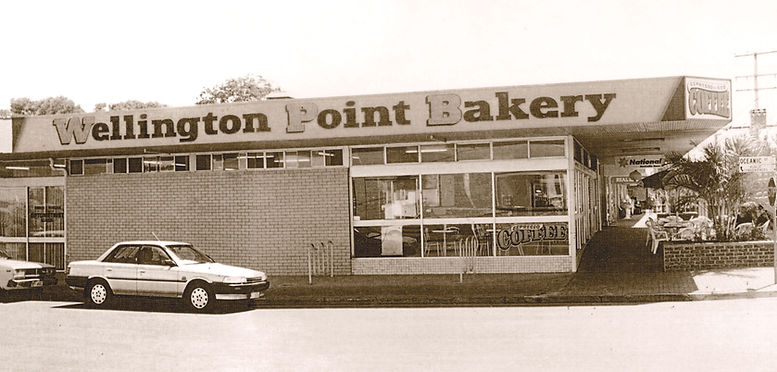 Wellington Point Bakery
COFFEE
National
OCEANIC
COFFEE